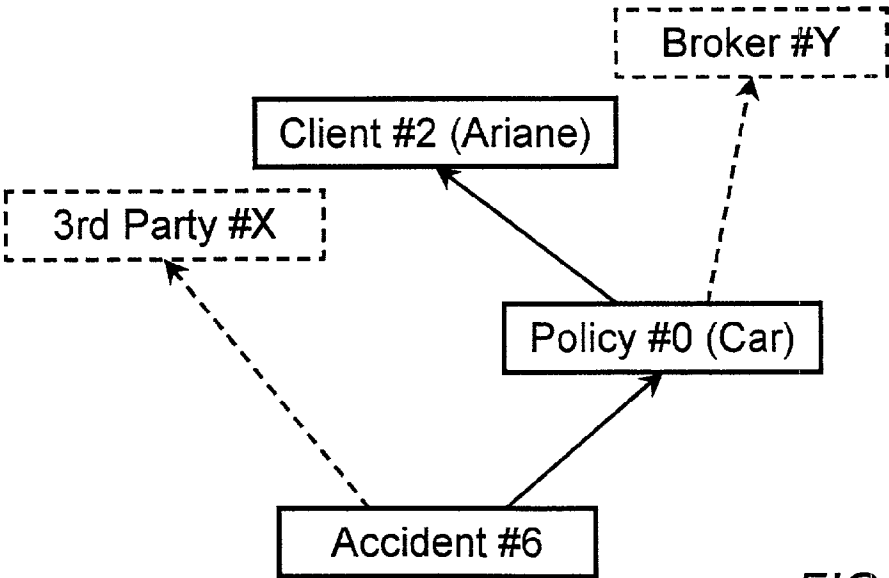 Broker #Y
Client #2 (Ariane)
3rd Party #X
Policy #0 (Car)
Accident #6